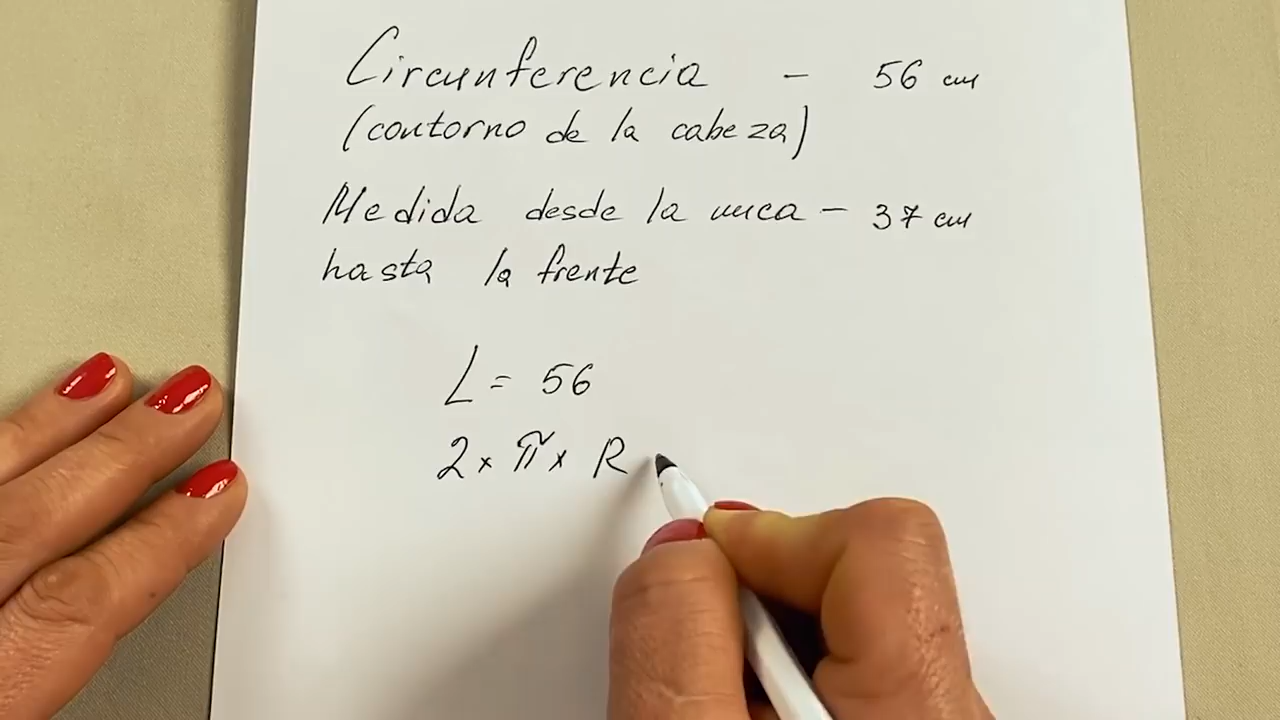 Circunferencia - 56 cm
(contorno de la cabeza)
Medida desde la nuca - 37 cm
hasta la frente
L = 56
2 × π × R